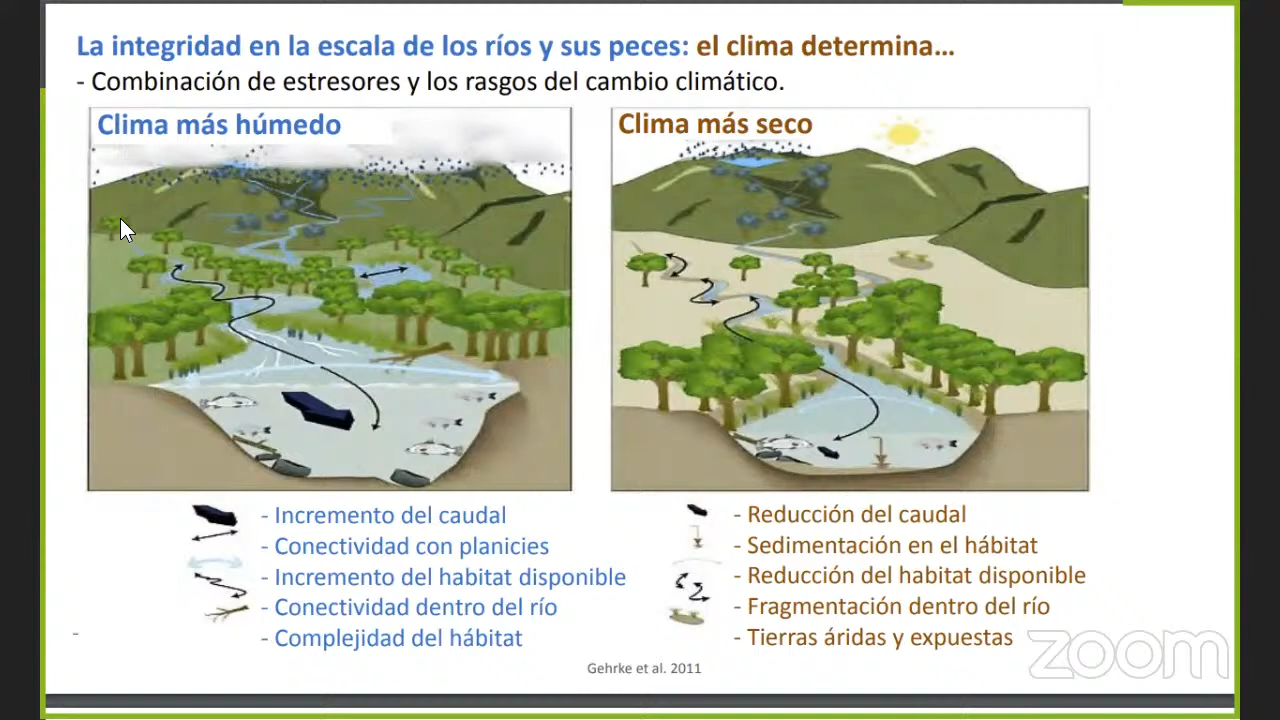 La integridad en la escala de los ríos y sus peces: el clima determina…
- Combinación de estresores y los rasgos del cambio climático.
Clima más húmedo
Clima más seco
- Incremento del caudal
- Conectividad con planicies
- Incremento del habitat disponible
- Conectividad dentro del río
- Complejidad del hábitat
- Reducción del caudal
- Sedimentación en el hábitat
- Reducción del habitat disponible
- Fragmentación dentro del río
- Tierras áridas y expuestas
-
Gehrke et al. 2011
zoom